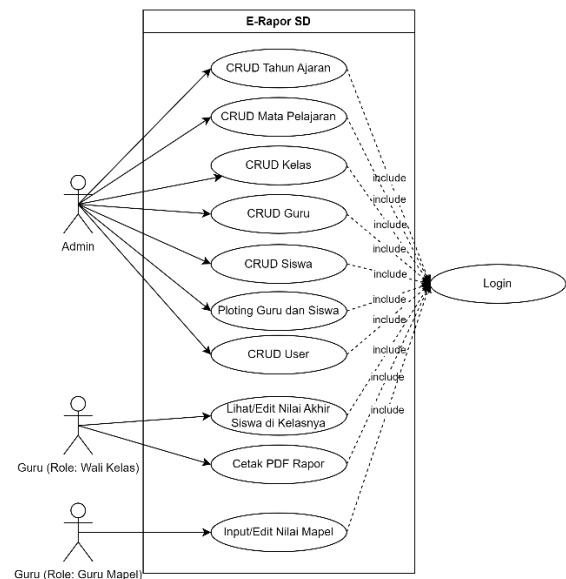 E-Rapor SD
CRUD Tahun Ajaran
CRUD Mata Pelajaran
CRUD Kelas
include
include
CRUD Guru
Admin
include
CRUD Siswa
include
Login
include
Ploting Guru dan Siswa
include
CRUD User
include
include
Lihat/Edit Nilai Akhir
Siswa di Kelasnya
include
Guru (Role: Wali Kelas)
Cetak PDF Rapor
Input/Edit Nilai Mapel
Guru (Role: Guru Mapel)